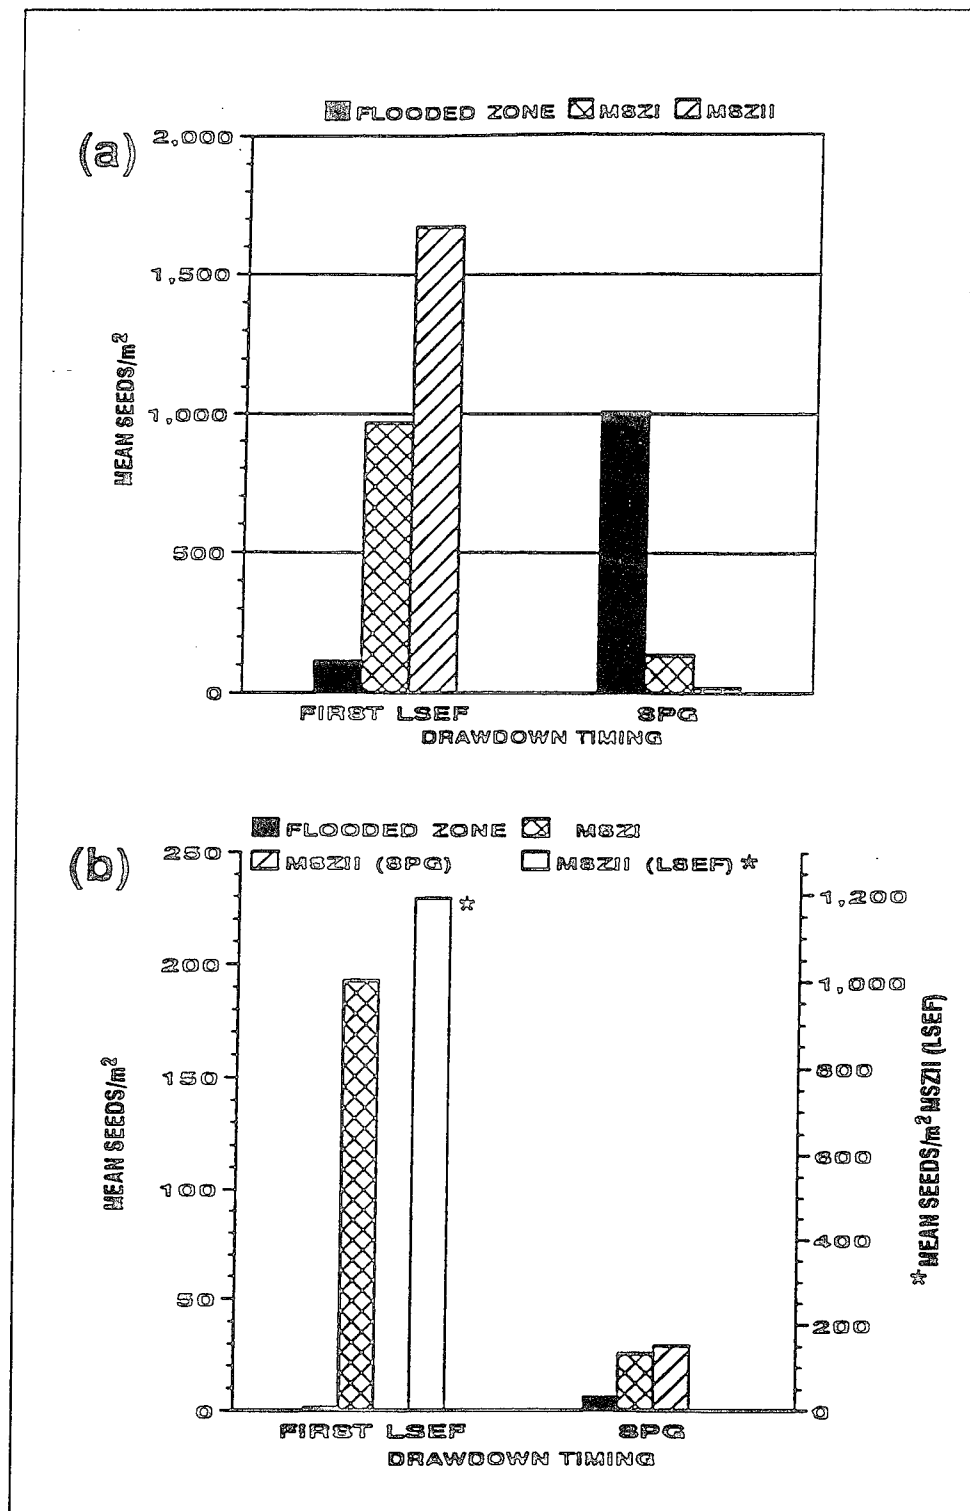 FLOODED ZONE MSZI MSZII
(a)
2,000
1,500
1,000
500
0
MEAN SEEDS/m²
FIRST LSEF SPG
DRAWDOWN TIMING
FLOODED ZONE MSZI
MSZII (SPG) MSZII (LSEF) ☆
(b)
250
200
150
100
50
0
MEAN SEEDS/m²
☆
1,200
1,000
800
600
400
200
0
☆MEAN SEEDS/m² MSZII (LSEF)
FIRST LSEF SPG
DRAWDOWN TIMING